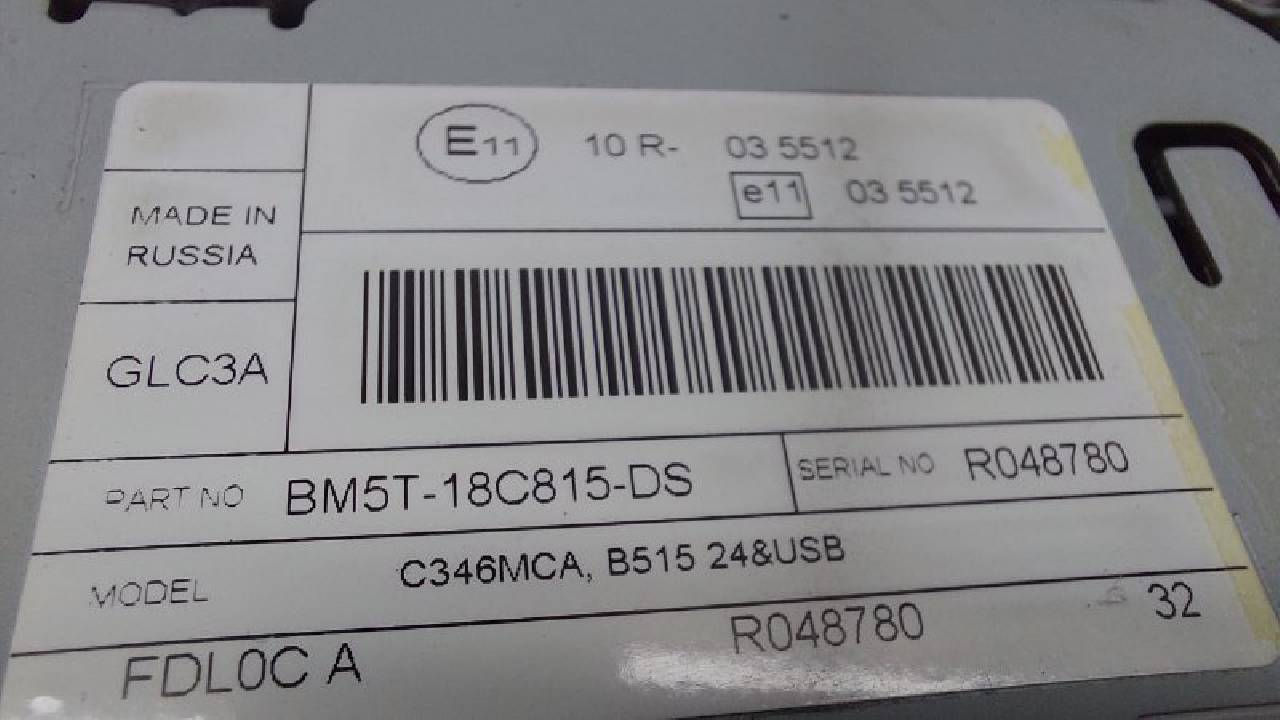 E11 10 R- 03 5512
e11 03 5512
MADE IN
RUSSIA
GLC3A
PART NO BM5T-18C815-DS SERIAL NO R048780
MODEL C346MCA, B515 24&USB
FDL0C A R048780 32